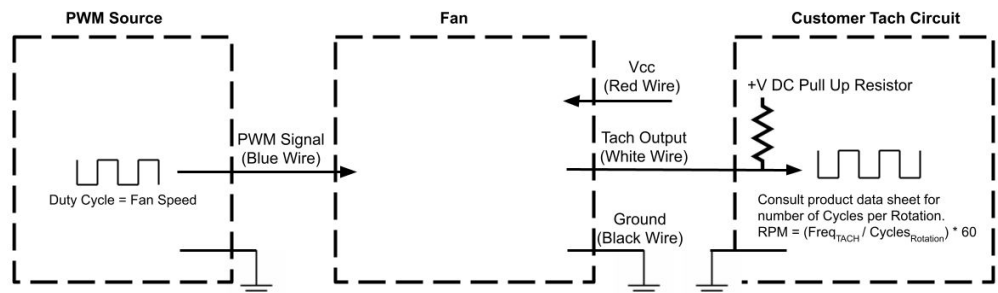 PWM Source
Fan
Customer Tach Circuit
Vcc
(Red Wire)
+V DC Pull Up Resistor
PWM Signal
(Blue Wire)
Tach Output
(White Wire)
Duty Cycle = Fan Speed
Consult product data sheet for
number of Cycles per Rotation.
RPM = (FreqTACH / CyclesRotation) * 60
Ground
(Black Wire)